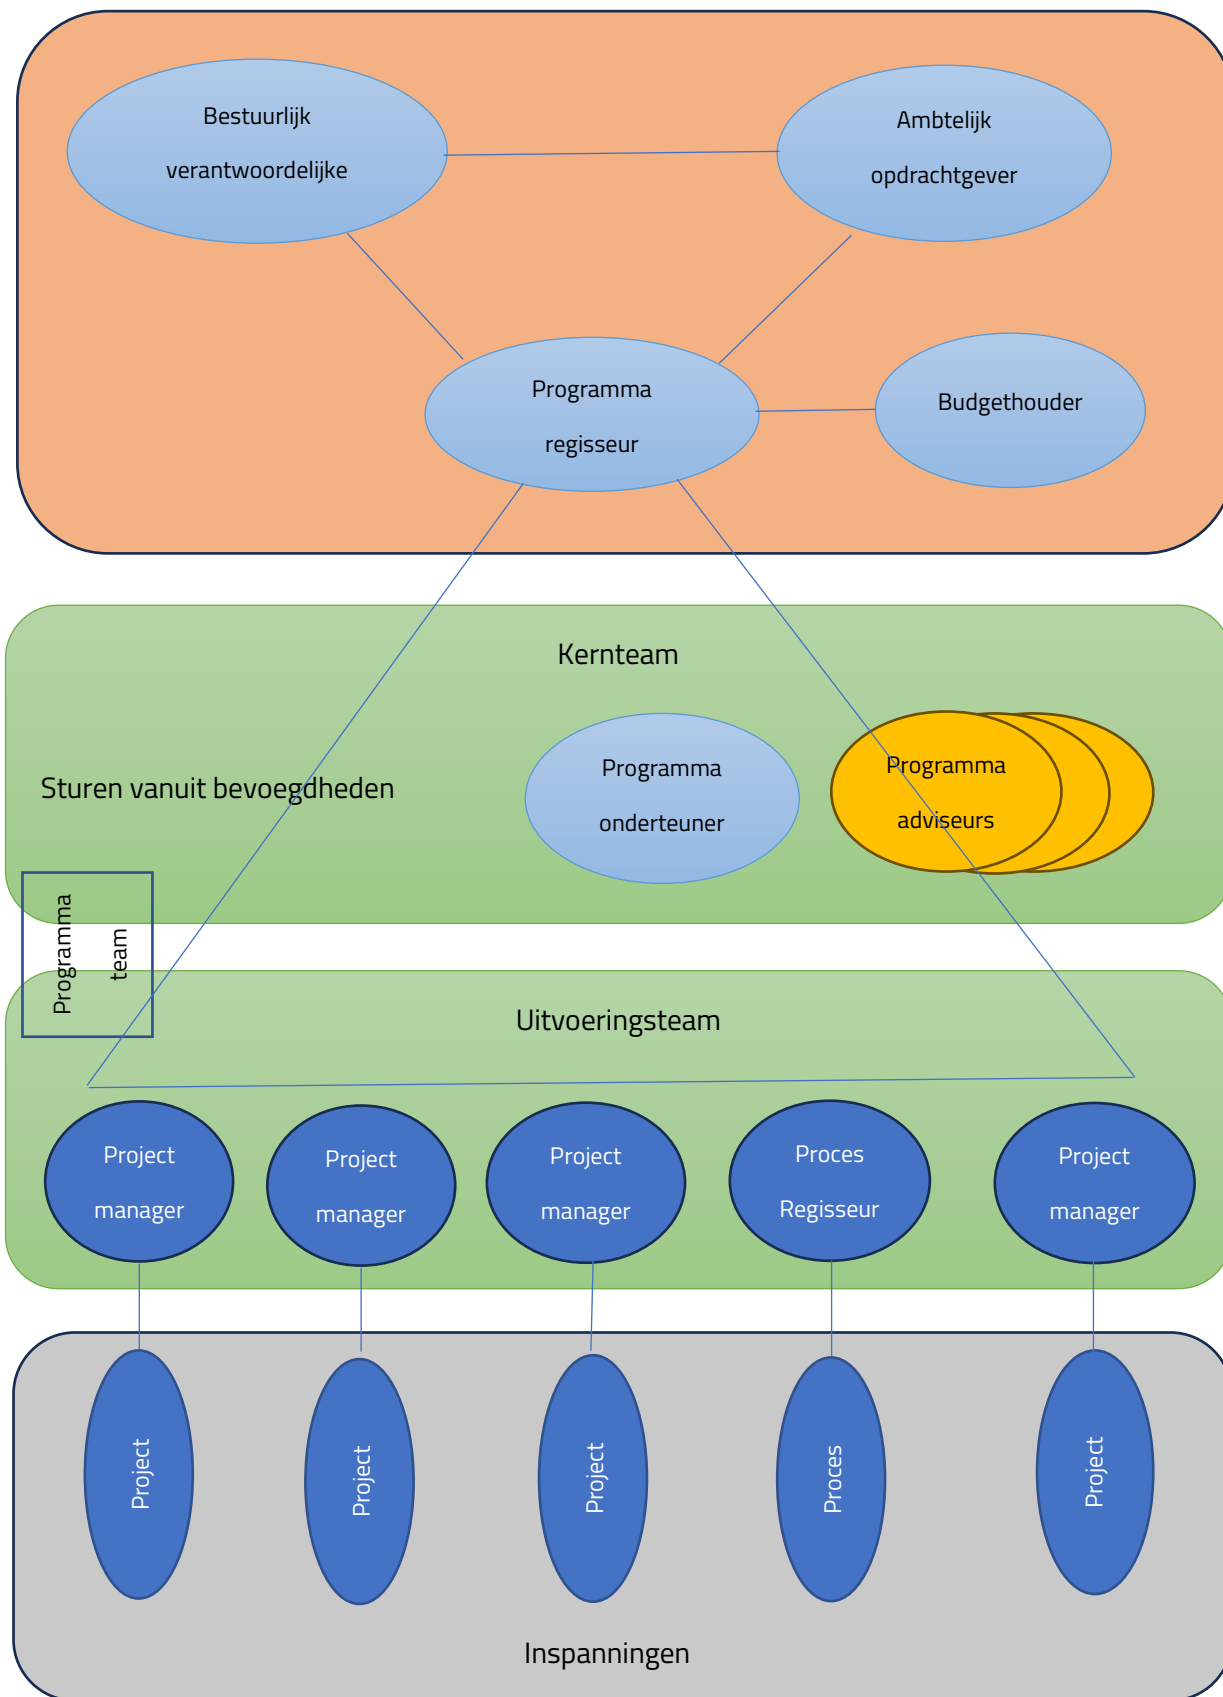 Bestuurlijk
verantwoordelijke
Ambtelijk
opdrachtgever
Programma
regisseur
Budgethouder
Kernteam
Sturen vanuit bevoegdheden
Programma
onderteuner
Programma
adviseurs
Programma
team
Uitvoeringsteam
Project
manager
Project
manager
Project
manager
Proces
Regisseur
Project
manager
Project
Project
Project
Proces
Project
Inspanningen